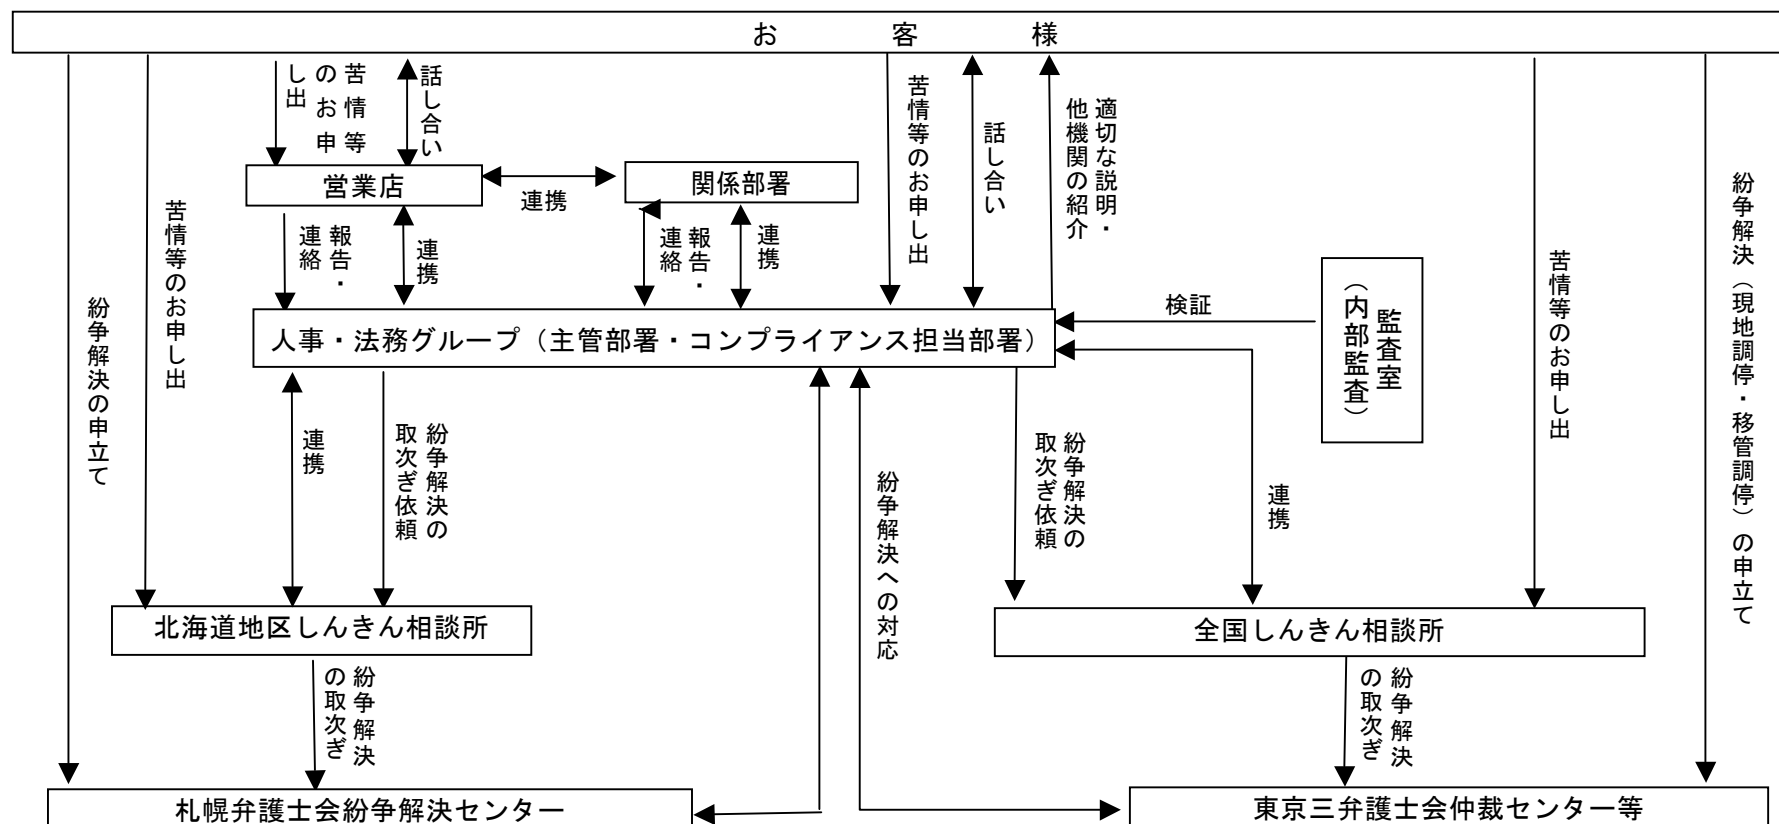 お客様
苦情等
のお申
し出
話し合い
苦情等のお申し出
話し合い
適切な説明・
他機関の紹介
営業店
連携
関係部署
報告・
連絡
連携
報告・
連絡
連携
苦情等のお申し出
紛争解決の申立て
検証
監査室
（内部監査）
苦情等のお申し出
紛争解決（現地調停・移管調停）の申立て
人事・法務グループ（主管部署・コンプライアンス担当部署）
連携
紛争解決の
取次ぎ依頼
紛争解決への対応
紛争解決の
取次ぎ依頼
連携
北海道地区しんきん相談所
全国しんきん相談所
紛争解決
の取次ぎ
紛争解決
の取次ぎ
札幌弁護士会紛争解決センター
東京三弁護士会仲裁センター等